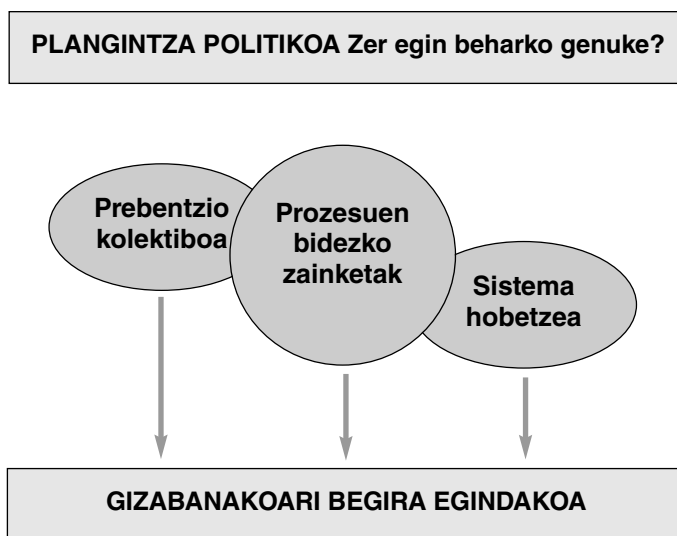 PLANGINTZA POLITIKOA Zer egin beharko genuke?
Prebentzio
kolektiboa
Prozesuen
bidezko
zainketak
Sistema
hobetzea
GIZABANAKOARI BEGIRA EGINDAKOA